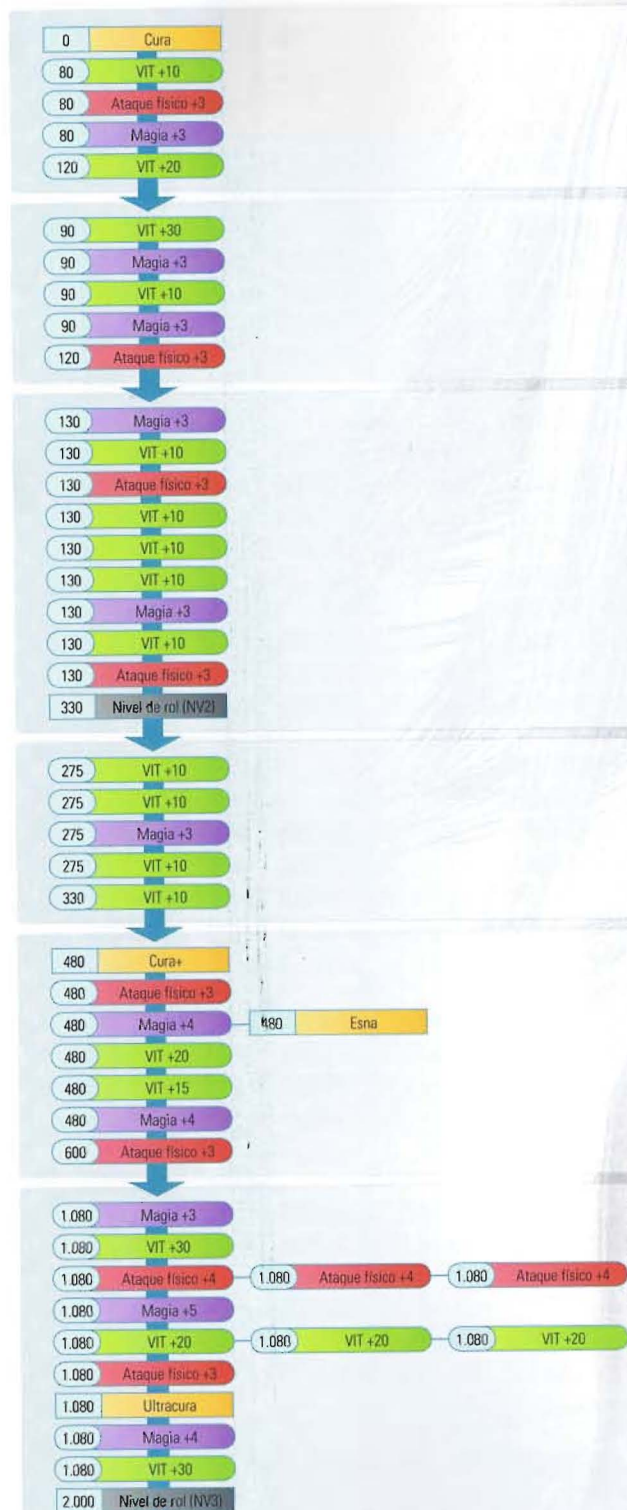 0 Cura
80 VIT +10
80 Ataque físico +3
80 Magia +3
120 VIT +20
90 VIT +30
90 Magia +3
90 VIT +10
90 Magia +3
120 Ataque físico +3
130 Magia +3
130 VIT +10
130 Ataque físico +3
130 VIT +10
130 VIT +10
130 VIT +10
130 Magia +3
130 VIT +10
130 Ataque físico +3
330 Nivel de rol (NV2)
275 VIT +10
275 VIT +10
275 Magia +3
275 VIT +10
330 VIT +10
480 Cura+
480 Ataque físico +3
480 Magia +4 480 Esna
480 VIT +20
480 VIT +15
480 Magia +4
600 Ataque físico +3
1.080 Magia +3
1.080 VIT +30
1.080 Ataque físico +4 1.080 Ataque físico +4 1.080 Ataque físico +4
1.080 Magia +5
1.080 VIT +20 1.080 VIT +20 1.080 VIT +20
1.080 Ataque físico +3
1.080 Ultracura
1.080 Magia +4
1.080 VIT +30
2.000 Nivel de rol (NV3)